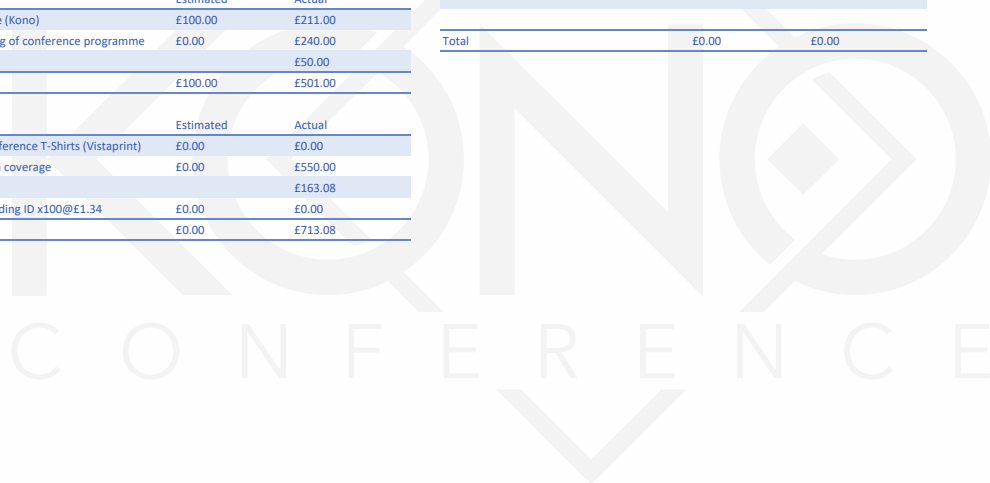 Estimated Actual
e (Kono) £100.00 £211.00
g of conference programme £0.00 £240.00
£50.00
£100.00 £501.00
Estimated Actual
ference T-Shirts (Vistaprint) £0.00 £0.00
coverage £0.00 £550.00
£163.08
ding ID x100@£1.34 £0.00 £0.00
£0.00 £713.08
Total £0.00 £0.00
KONO
CONFERENCE